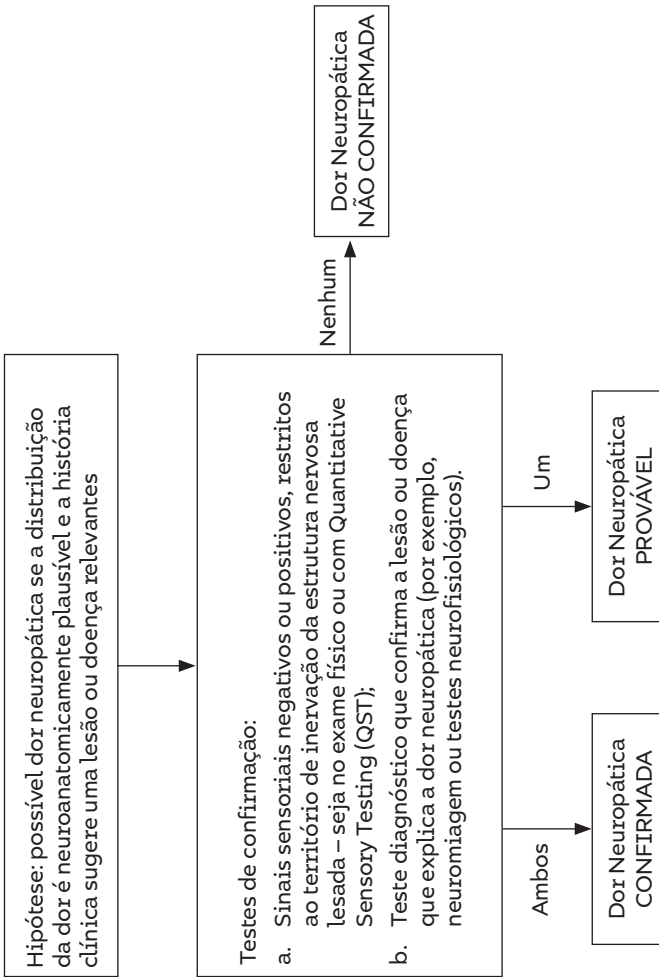 Hipótese: possível dor neuropática se a distribuição
da dor é neuroanatomicamente plausível e a história
clínica sugere uma lesão ou doença relevantes
Testes de confirmação:
a. Sinais sensoriais negativos ou positivos, restritos
ao território de inervação da estrutura nervosa
lesada – seja no exame físico ou com Quantitative
Sensory Testing (QST);
b. Teste diagnóstico que confirma a lesão ou doença
que explica a dor neuropática (por exemplo,
neuromiagem ou testes neurofisiológicos).
Nenhum
Dor Neuropática
NÃO CONFIRMADA
Ambos
Um
Dor Neuropática
CONFIRMADA
Dor Neuropática
PROVÁVEL